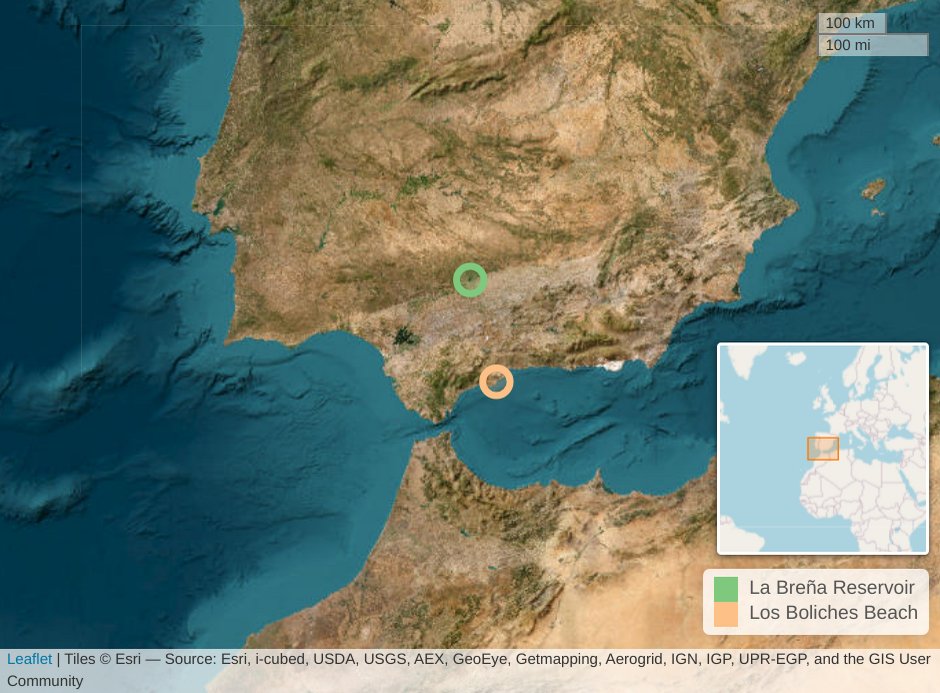 100 km
100 mi
La Breña Reservoir
Los Boliches Beach
Leaflet | Tiles © Esri — Source: Esri, i-cubed, USDA, USGS, AEX, GeoEye, Getmapping, Aerogrid, IGN, IGP, UPR-EGP, and the GIS User
Community